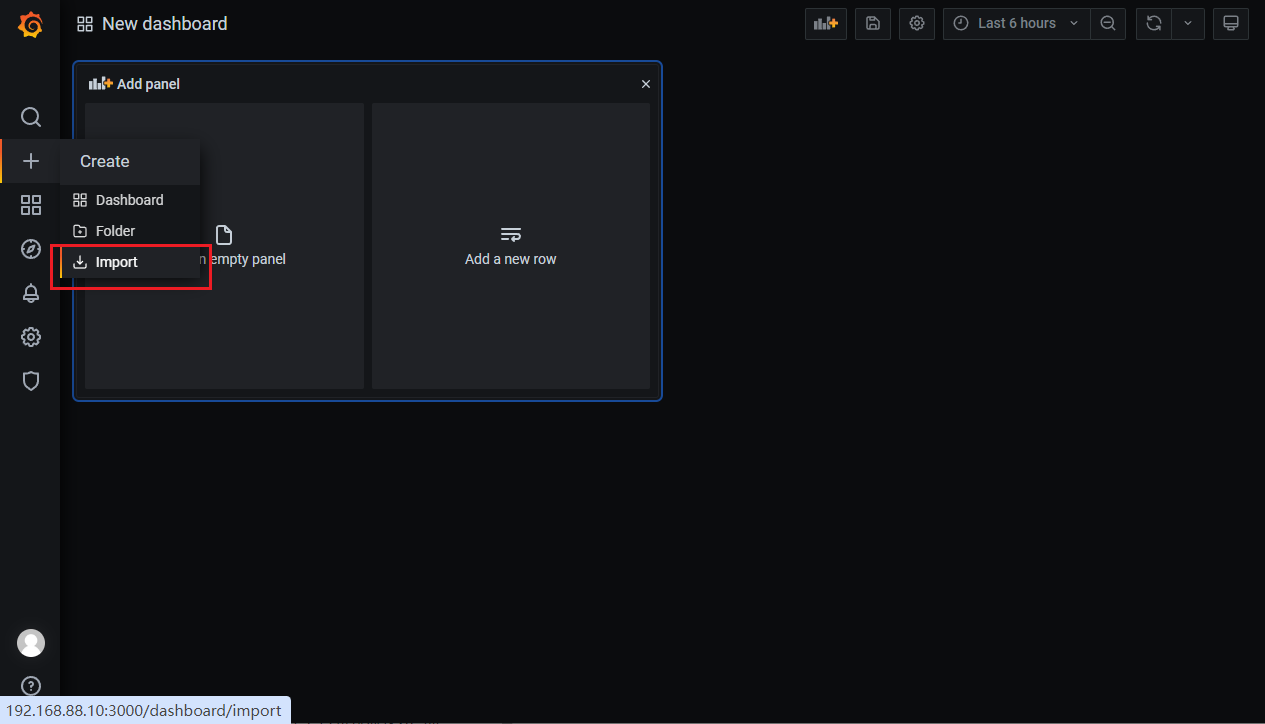 New dashboard
Last 6 hours
Add panel
Create
Dashboard
Folder
Import
empty panel
Add a new row
192.168.88.10:3000/dashboard/import